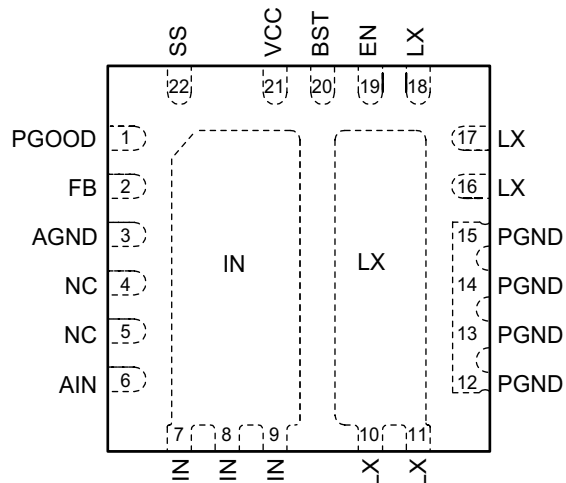 SS VCC BST EN LX
22 21 20 19 18
PGOOD 1 17 LX
FB 2 16 LX
AGND 3 15 PGND
IN LX
NC 4 14 PGND
NC 5 13 PGND
AIN 6 12 PGND
7 8 9 10 11
IN IN IN LX LX